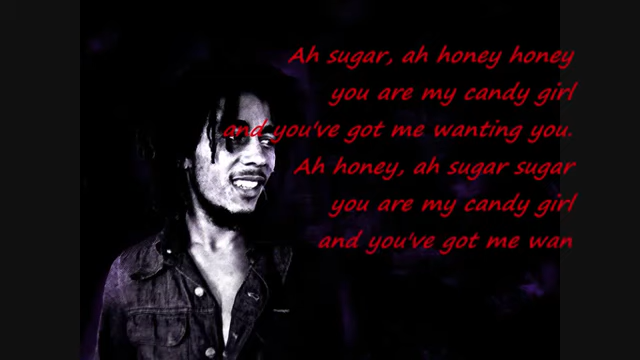 Ah sugar, ah honey honey
you are my candy girl
and you've got me wanting you.
Ah honey, ah sugar sugar
you are my candy girl
and you've got me wan